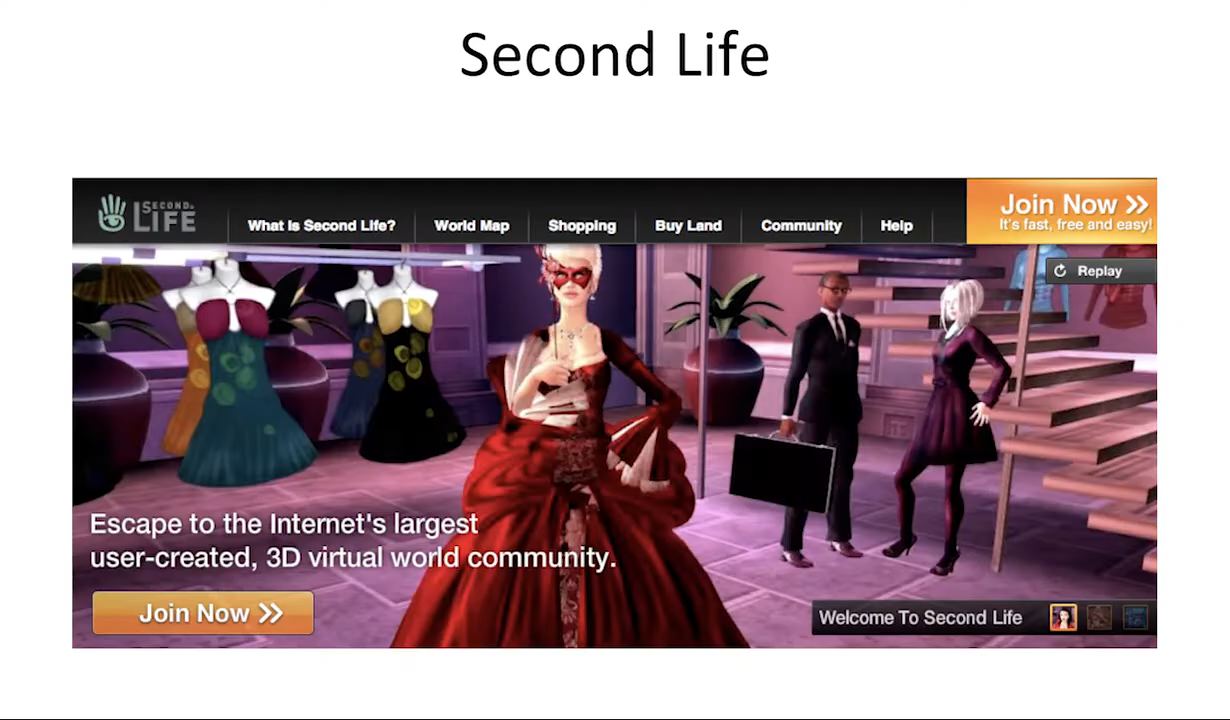 Second Life
SECOND
LIFE
What Is Second Life?
World Map
Shopping
Buy Land
Community
Help
Join Now >>
It's fast, free and easy!
Replay
Escape to the Internet's largest
user-created, 3D virtual world community.
Join Now >>
Welcome To Second Life